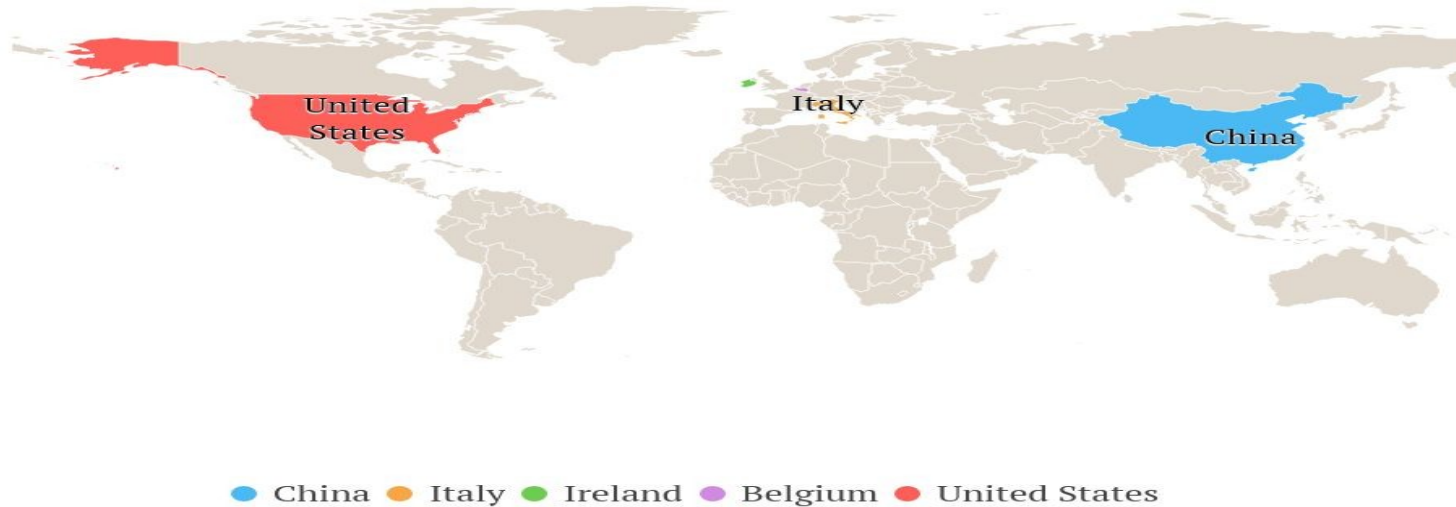 United
States
Italy
China
China Italy Ireland Belgium United States